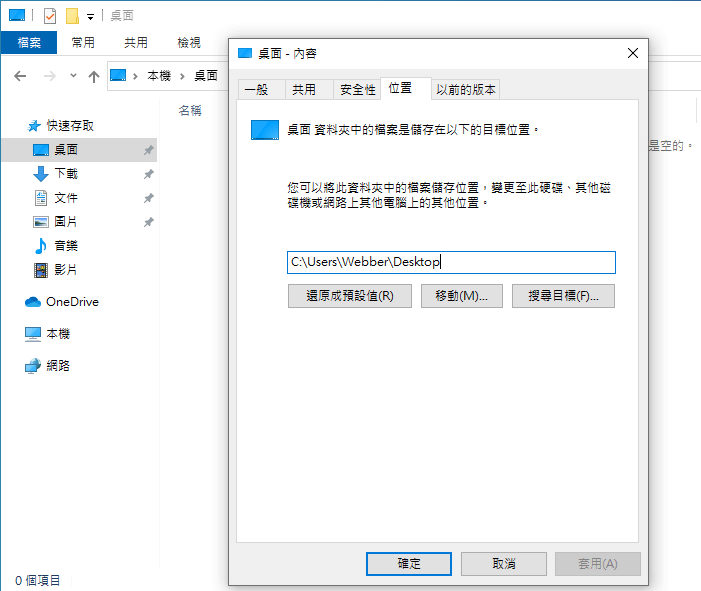 桌面
檔案 常用 共用 檢視
本機 桌面
名稱
快速存取
桌面
下載
文件
圖片
音樂
影片
OneDrive
本機
網路
是空的。
0 個項目
桌面 - 內容
一般 共用 安全性 位置 以前的版本
桌面 資料夾中的檔案是儲存在以下的目標位置。
您可以將此資料夾中的檔案儲存位置，變更至此硬碟、其他磁
碟機或網路上其他電腦上的其他位置。
C:\Users\Webber\Desktop
還原成預設值(R) 移動(M)... 搜尋目標(F)...
確定 取消 套用(A)